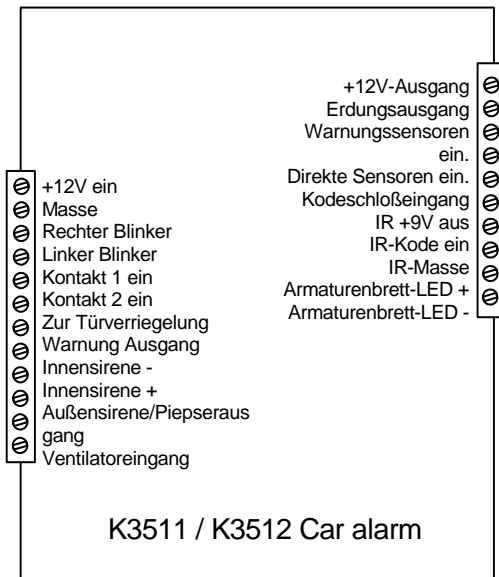 +12V-Ausgang
Erdungsausgang
Warnungssensoren
ein.
Direkte Sensoren ein.
Kodeschloßeingang
IR +9V aus
IR-Kode ein
IR-Masse
Armaturenbrett-LED +
Armaturenbrett-LED -
+12V ein
Masse
Rechter Blinker
Linker Blinker
Kontakt 1 ein
Kontakt 2 ein
Zur Türverriegelung
Warnung Ausgang
Innensirene -
Innensirene +
Außensirene/Piepseraus
gang
Ventilatoreingang
K3511 / K3512 Car alarm